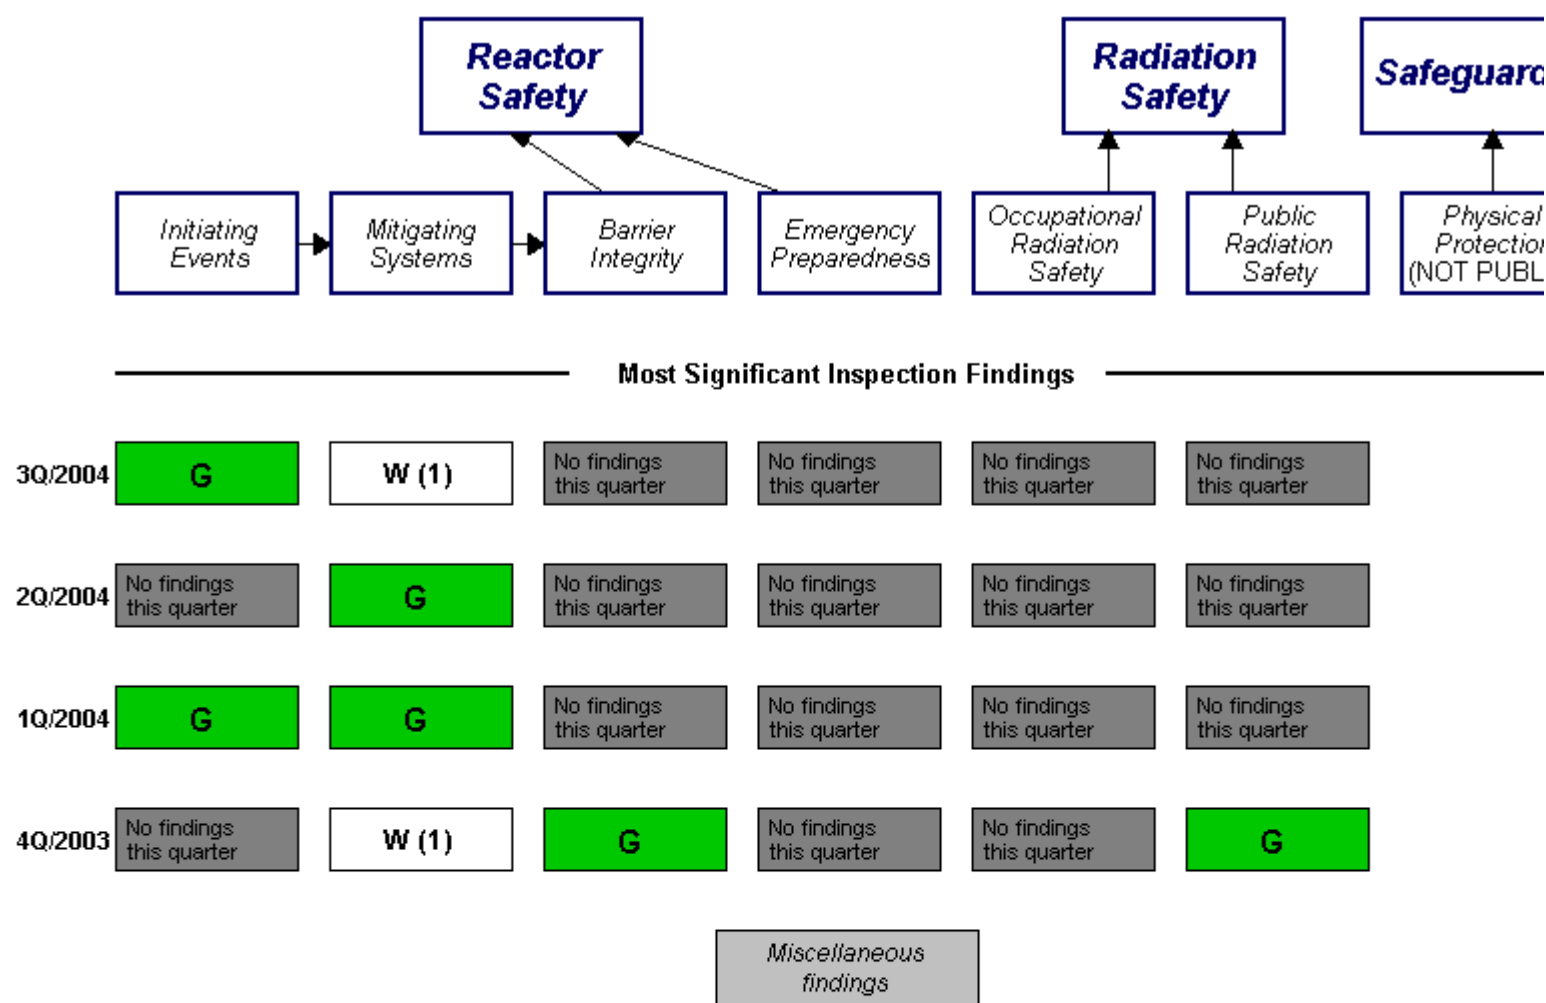 Reactor
Safety
Radiation
Safety
Safeguard
Initiating
Events
Mitigating
Systems
Barrier
Integrity
Emergency
Preparedness
Occupational
Radiation
Safety
Public
Radiation
Safety
Physical
Protection
(NOT PUBL
Most Significant Inspection Findings
3Q/2004
G
W (1)
No findings
this quarter
No findings
this quarter
No findings
this quarter
No findings
this quarter
2Q/2004
No findings
this quarter
G
No findings
this quarter
No findings
this quarter
No findings
this quarter
No findings
this quarter
1Q/2004
G
G
No findings
this quarter
No findings
this quarter
No findings
this quarter
No findings
this quarter
4Q/2003
No findings
this quarter
W (1)
G
No findings
this quarter
No findings
this quarter
G
Miscellaneous
findings